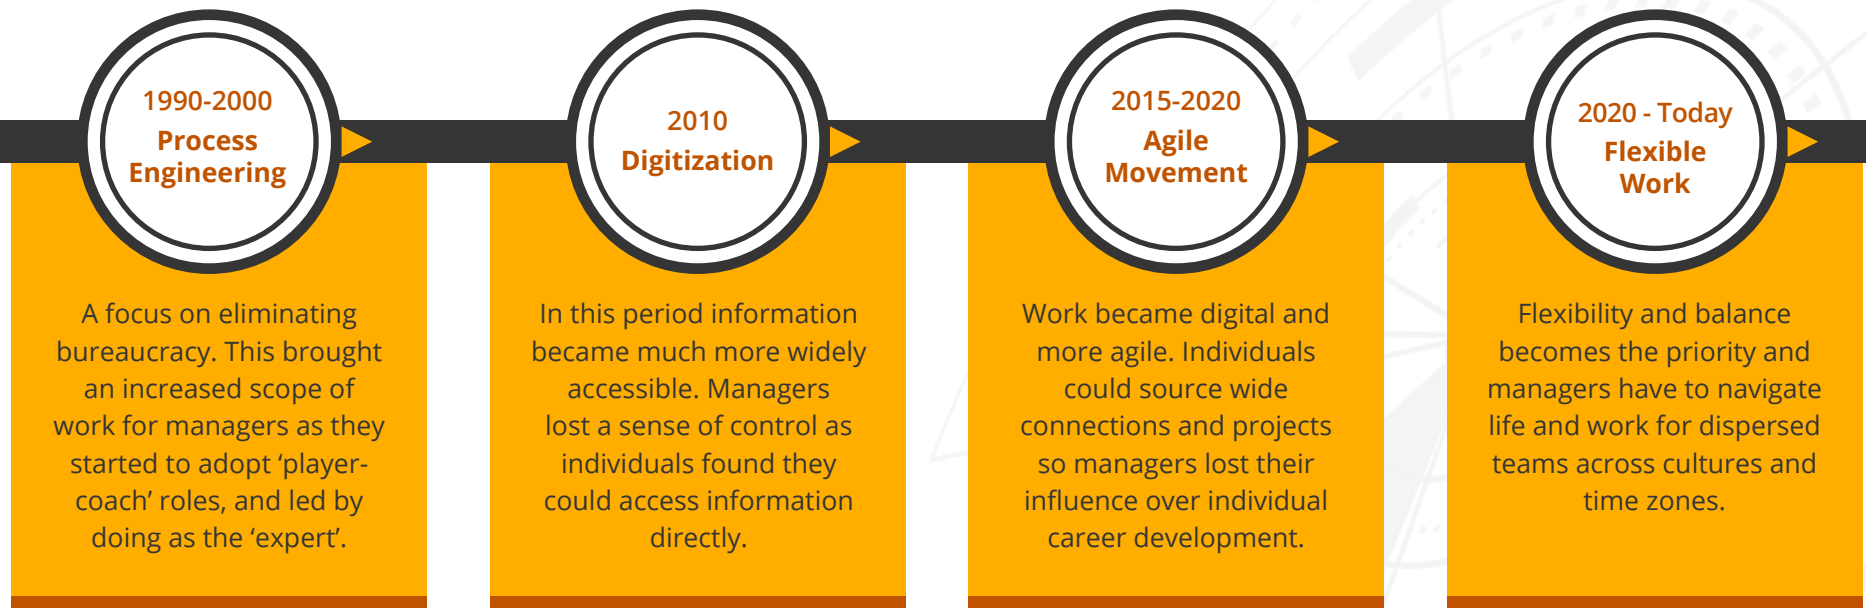 1990-2000
Process
Engineering
A focus on eliminating
bureaucracy. This brought
an increased scope of
work for managers as they
started to adopt ‘player-
coach’ roles, and led by
doing as the ‘expert’.
2010
Digitization
In this period information
became much more widely
accessible. Managers
lost a sense of control as
individuals found they
could access information
directly.
2015-2020
Agile
Movement
Work became digital and
more agile. Individuals
could source wide
connections and projects
so managers lost their
influence over individual
career development.
2020 - Today
Flexible
Work
Flexibility and balance
becomes the priority and
managers have to navigate
life and work for dispersed
teams across cultures and
time zones.